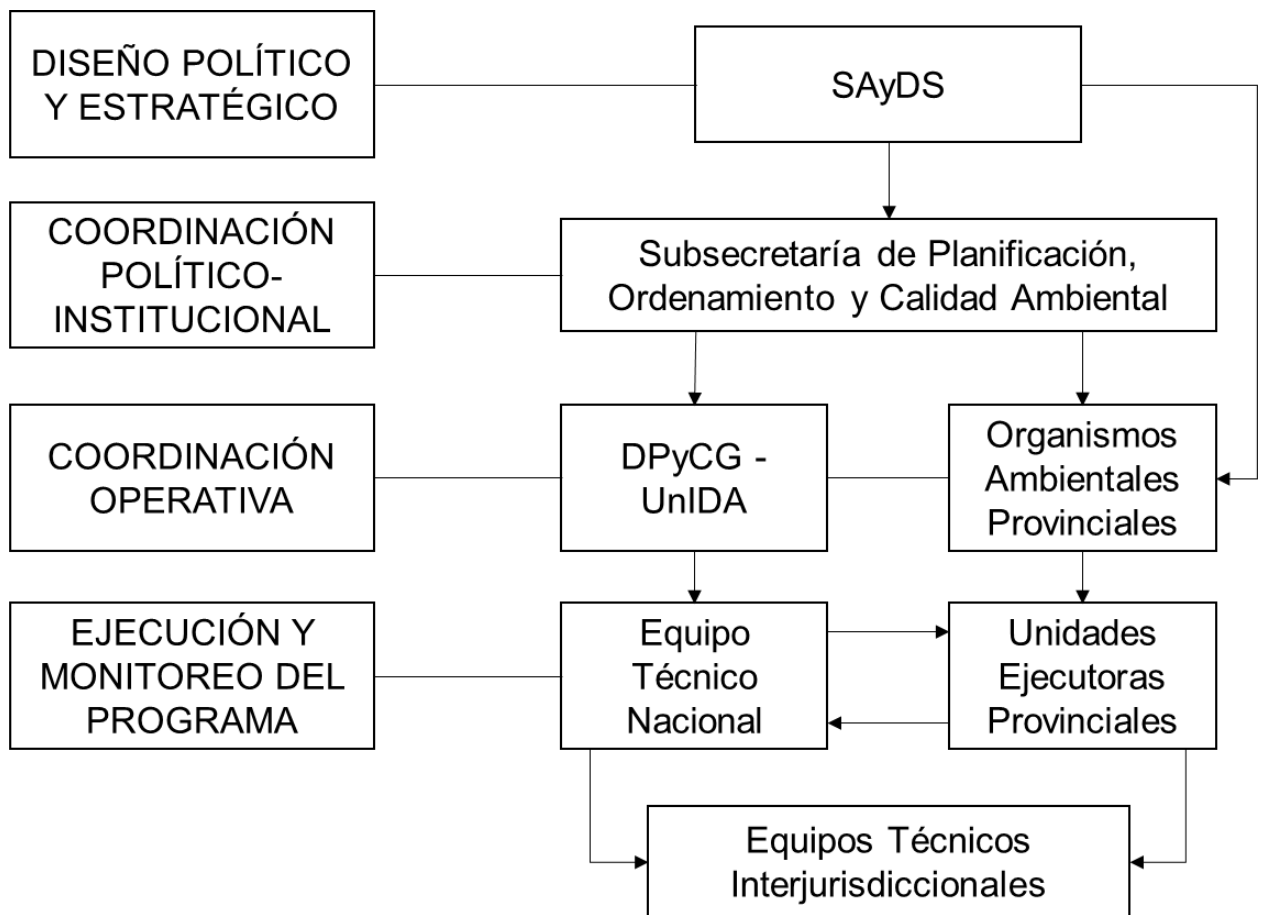 DISEÑO POLÍTICO
Y ESTRATÉGICO
SAyDS
COORDINACIÓN
POLÍTICO-
INSTITUCIONAL
Subsecretaría de Planificación,
Ordenamiento y Calidad Ambiental
COORDINACIÓN
OPERATIVA
DPyCG -
UnIDA
Organismos
Ambientales
Provinciales
EJECUCIÓN Y
MONITOREO DEL
PROGRAMA
Equipo
Técnico
Nacional
Unidades
Ejecutoras
Provinciales
Equipos Técnicos
Interjurisdiccionales